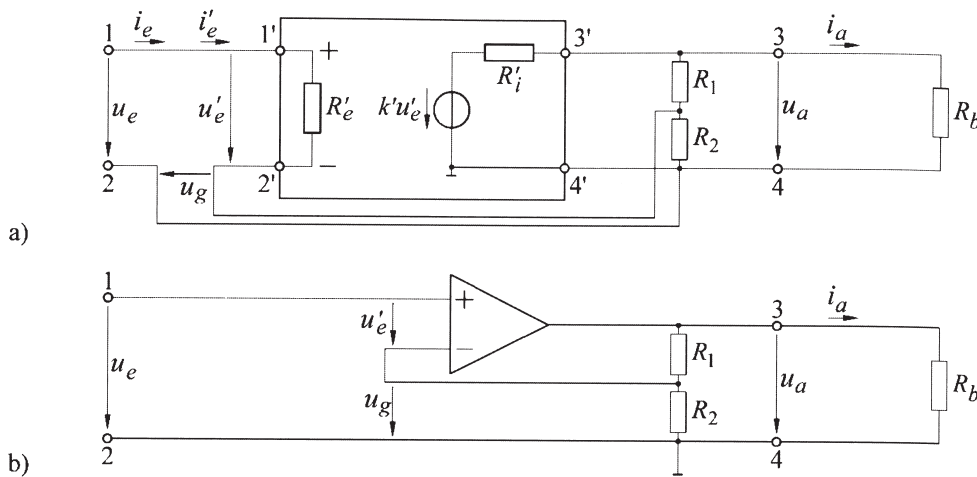 1 i_e i'_e 1' + 3' 3 i_a
u_e u'_e R'_e k'u'_e R'_i R_1 R_2 u_a R_b
2 u_g 2' − 4' 4
a)
1 + 3 i_a
u_e u'_e − R_1 u_a R_b
u_g R_2
2 4
b)